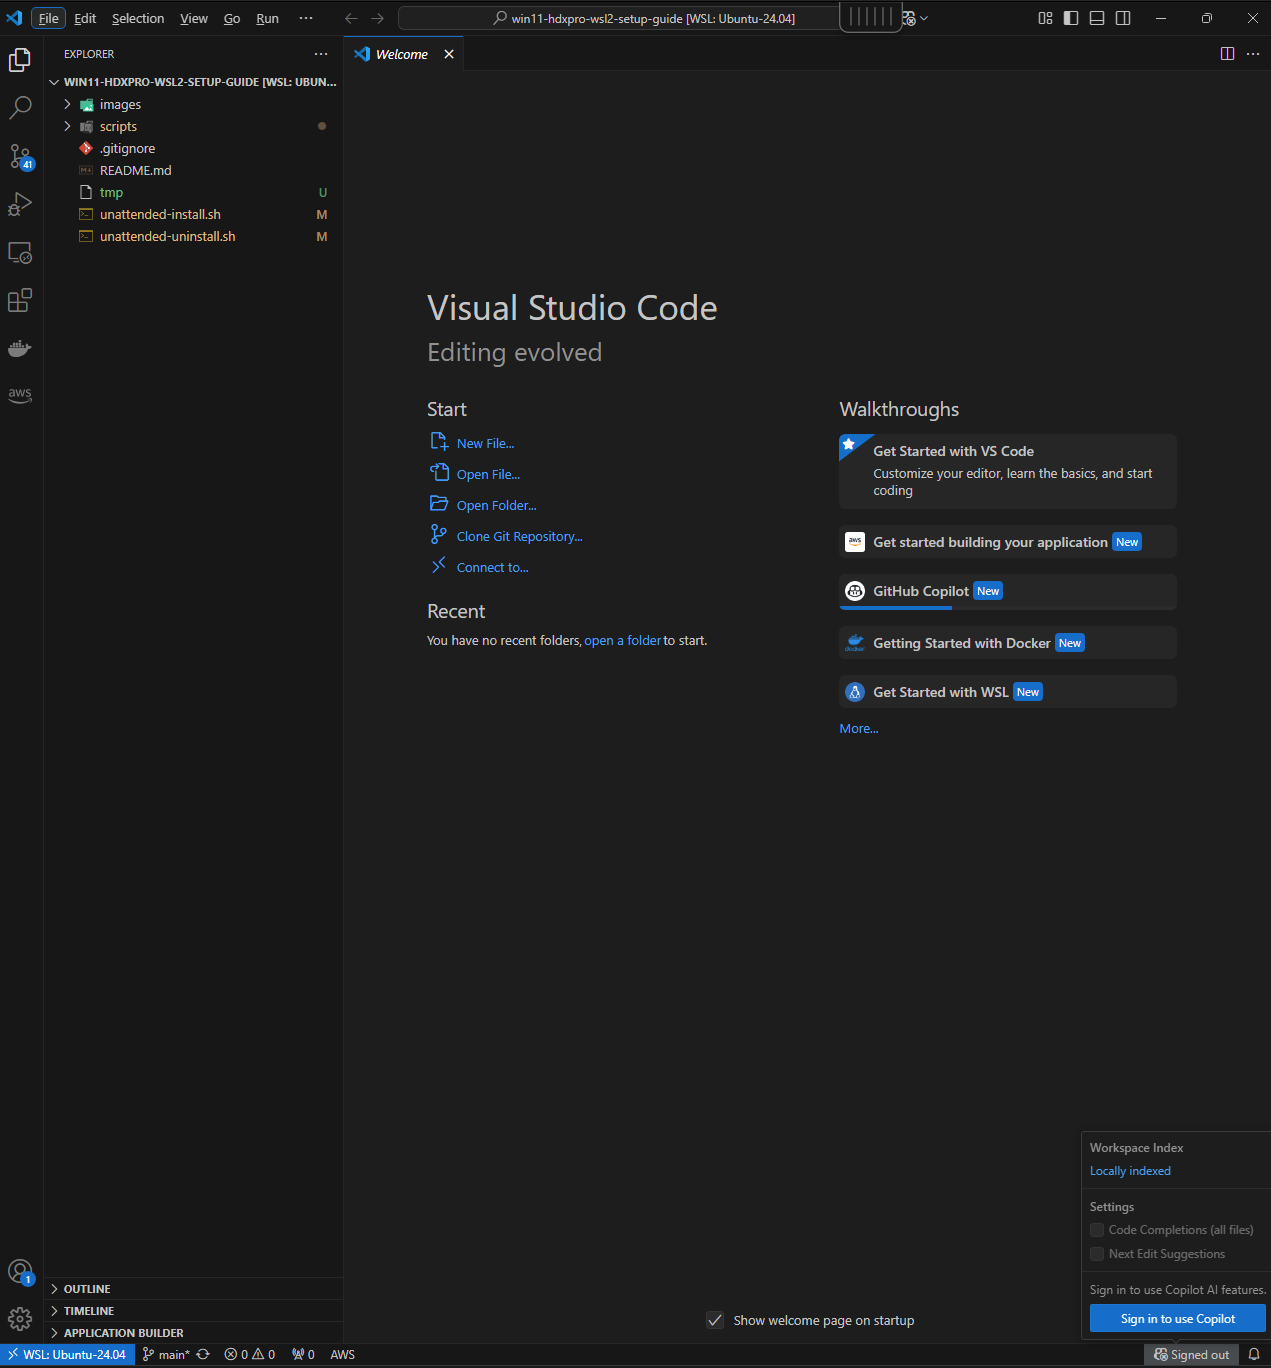 File Edit Selection View Go Run ···
win11-hdxpro-wsl2-setup-guide [WSL: Ubuntu-24.04]
EXPLORER ···
Welcome
WIN11-HDXPRO-WSL2-SETUP-GUIDE [WSL: UBUN...
images
scripts
.gitignore
README.md
tmp U
unattended-install.sh M
unattended-uninstall.sh M
41
aws
Visual Studio Code
Editing evolved
Start
New File...
Open File...
Open Folder...
Clone Git Repository...
Connect to...
Recent
You have no recent folders, open a folder to start.
Walkthroughs
Get Started with VS Code
Customize your editor, learn the basics, and start
coding
aws Get started building your application New
GitHub Copilot New
docker Getting Started with Docker New
Get Started with WSL New
More...
Workspace Index
Locally indexed
Settings
Code Completions (all files)
Next Edit Suggestions
Sign in to use Copilot AI features.
Sign in to use Copilot
1
OUTLINE
TIMELINE
APPLICATION BUILDER
Show welcome page on startup
WSL: Ubuntu-24.04 main* 0 0 0 AWS
Signed out